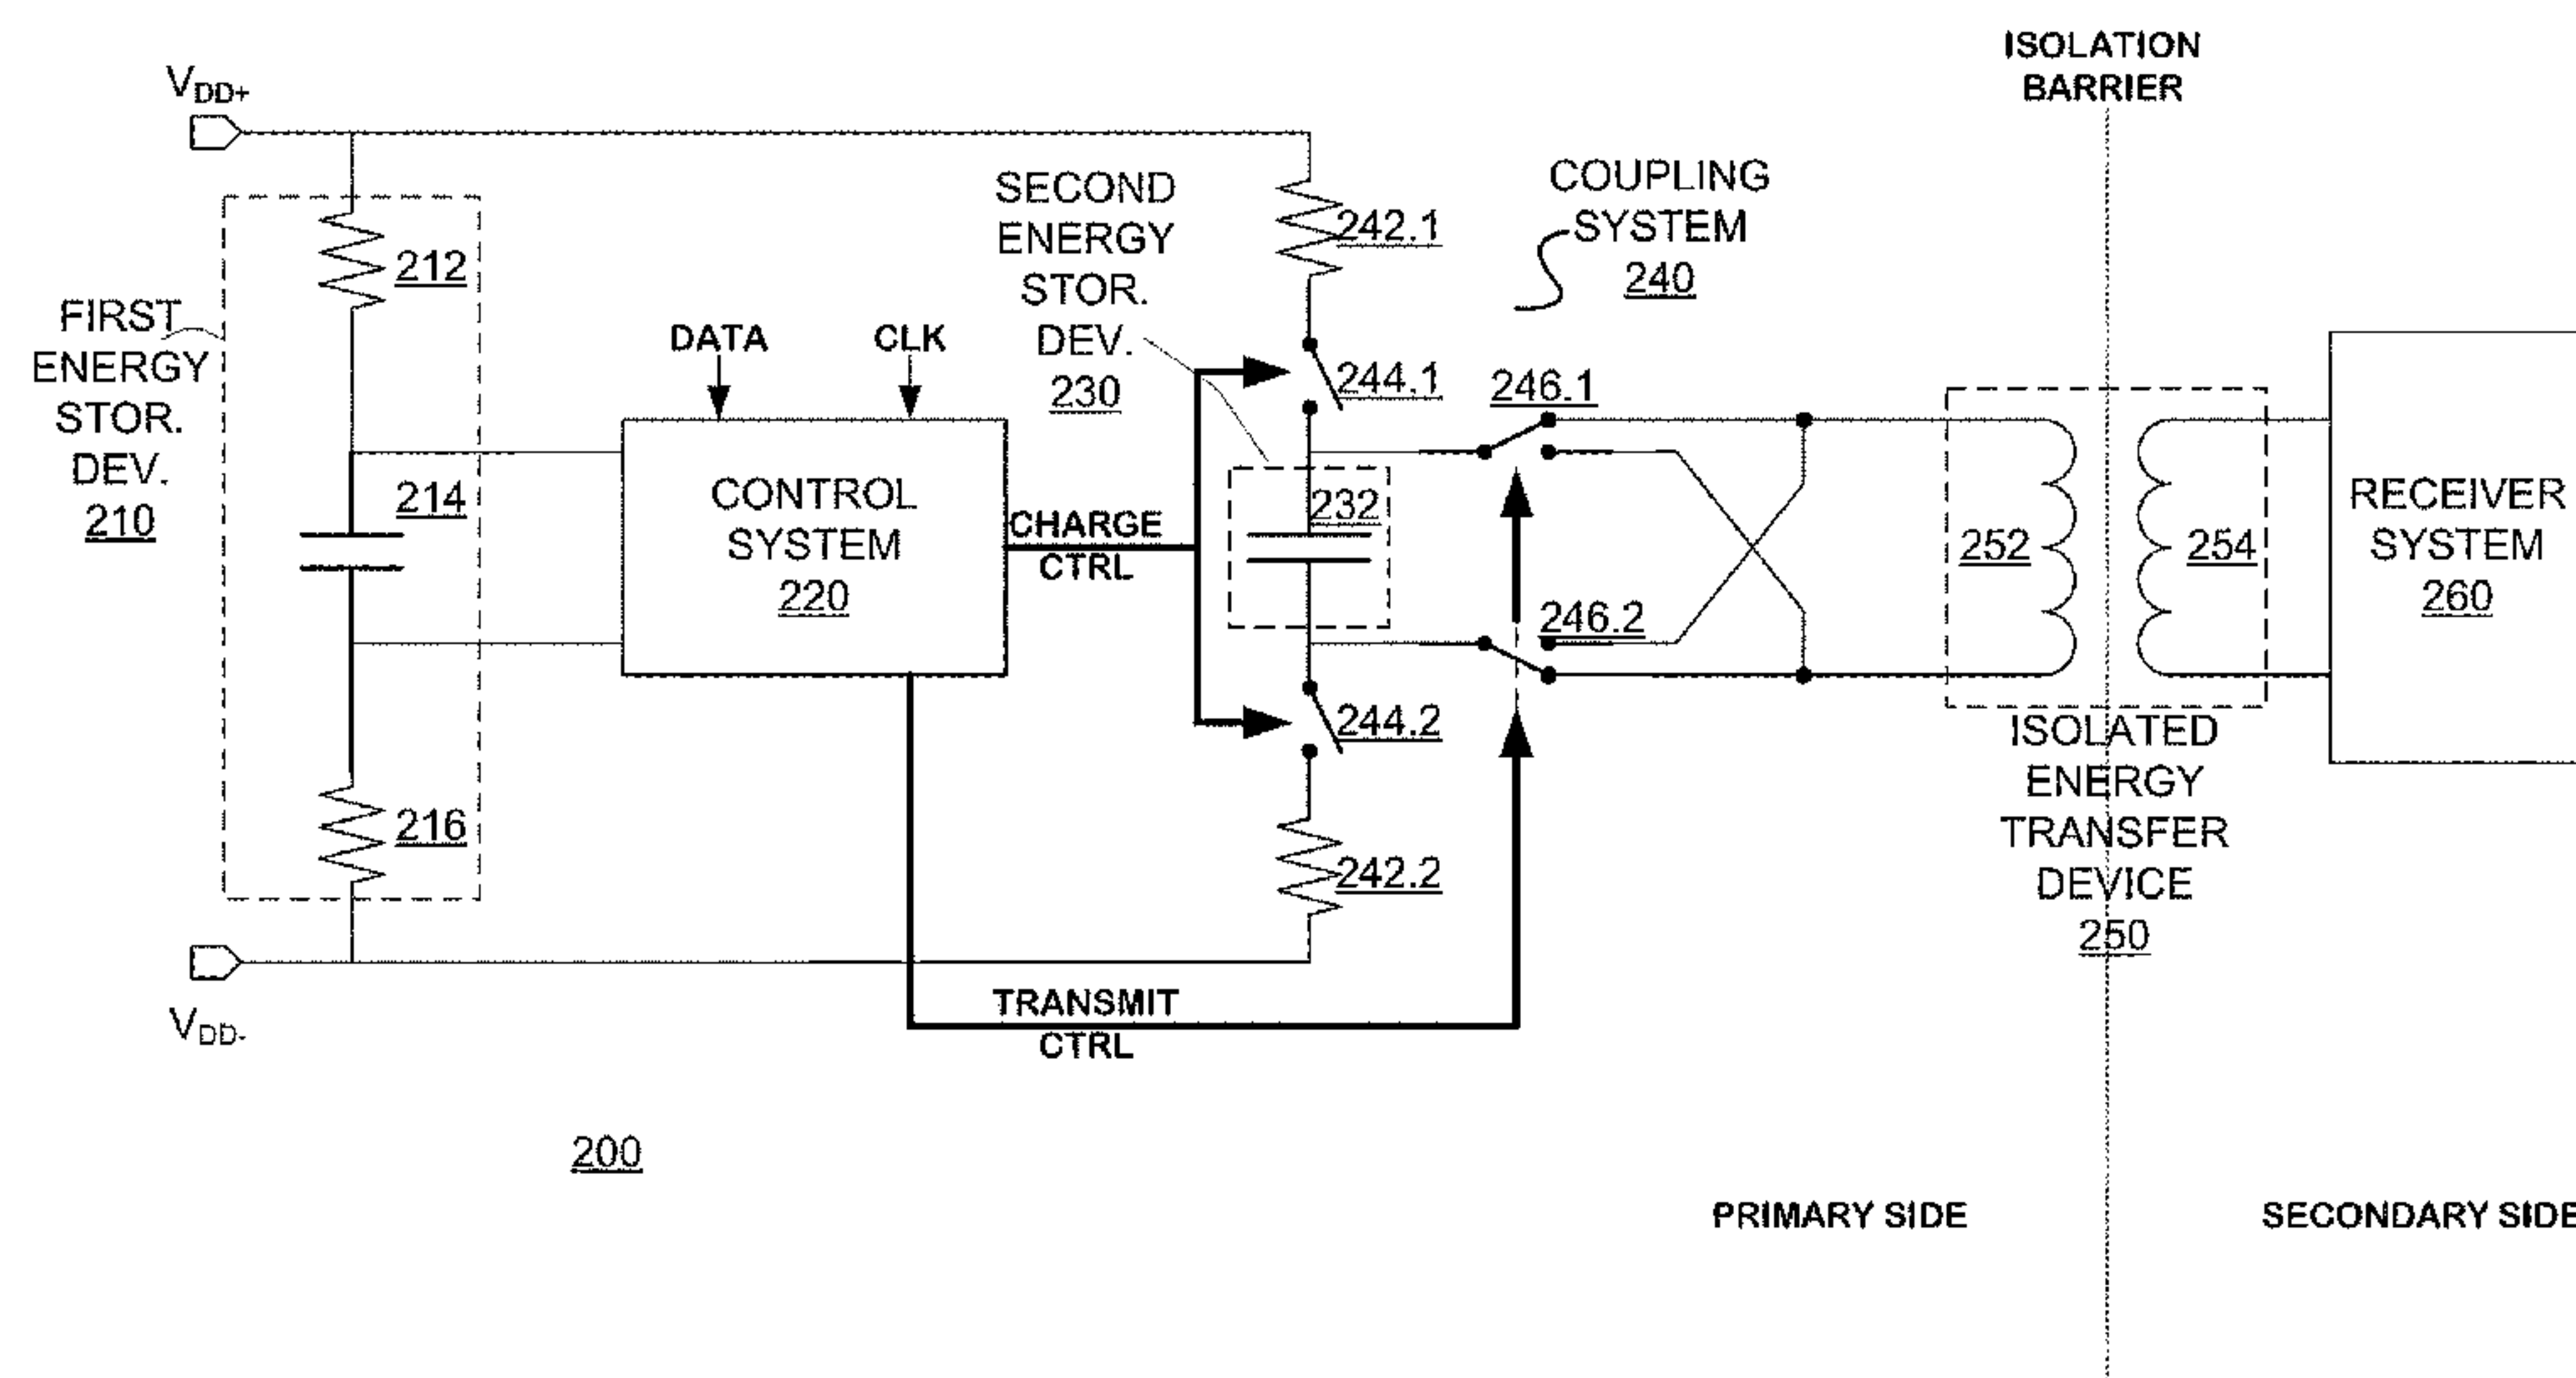 ISOLATION
BARRIER
VDD+
COUPLING
SYSTEM
240
SECOND
ENERGY
STOR.
DEV.
230
242.1
212
FIRST
ENERGY
STOR.
DEV.
210
DATA
CLK
244.1
246.1
214
CONTROL
SYSTEM
220
CHARGE
CTRL
232
252
254
RECEIVER
SYSTEM
260
246.2
244.2
ISOLATED
ENERGY
TRANSFER
DEVICE
250
216
242.2
VDD-
TRANSMIT
CTRL
200
PRIMARY SIDE
SECONDARY SIDE